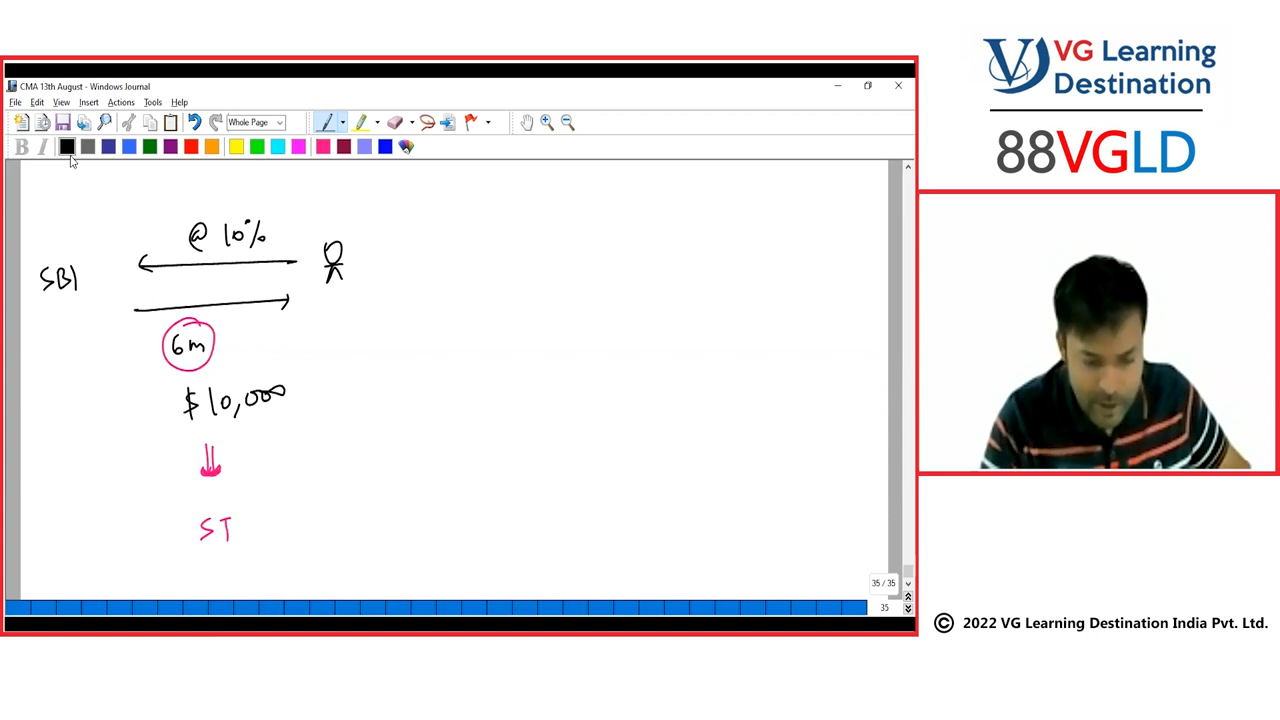 CMA 13th August - Windows Journal
File Edit View Insert Actions Tools Help
Whole Page
B I
@ 10%
SBI
6m
$10,000
ST
35 / 35
35
VG Learning
Destination
88VGLD
© 2022 VG Learning Destination India Pvt. Ltd.